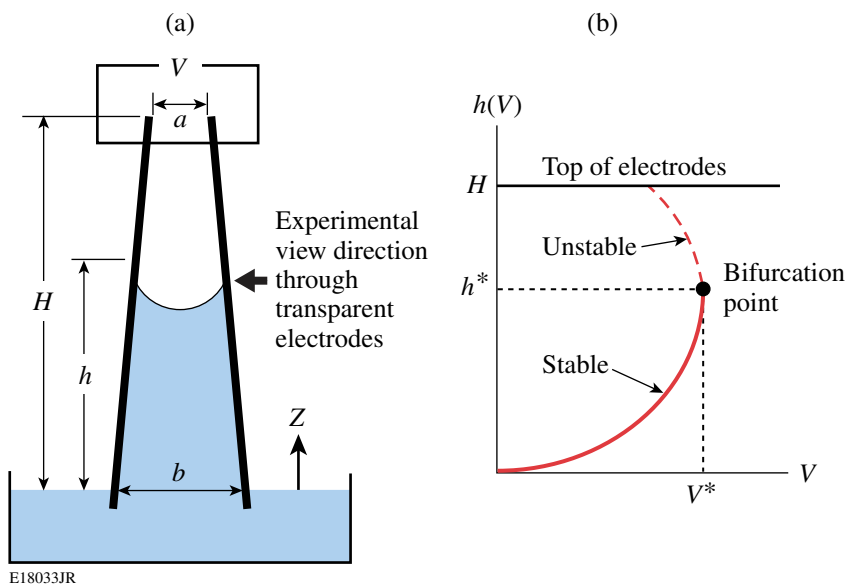 (a)
V
a
H
h
b
Z
Experimental
view direction
through
transparent
electrodes
E18033JR
(b)
h(V)
H
Top of electrodes
Unstable
h*
Bifurcation
point
Stable
V*
V